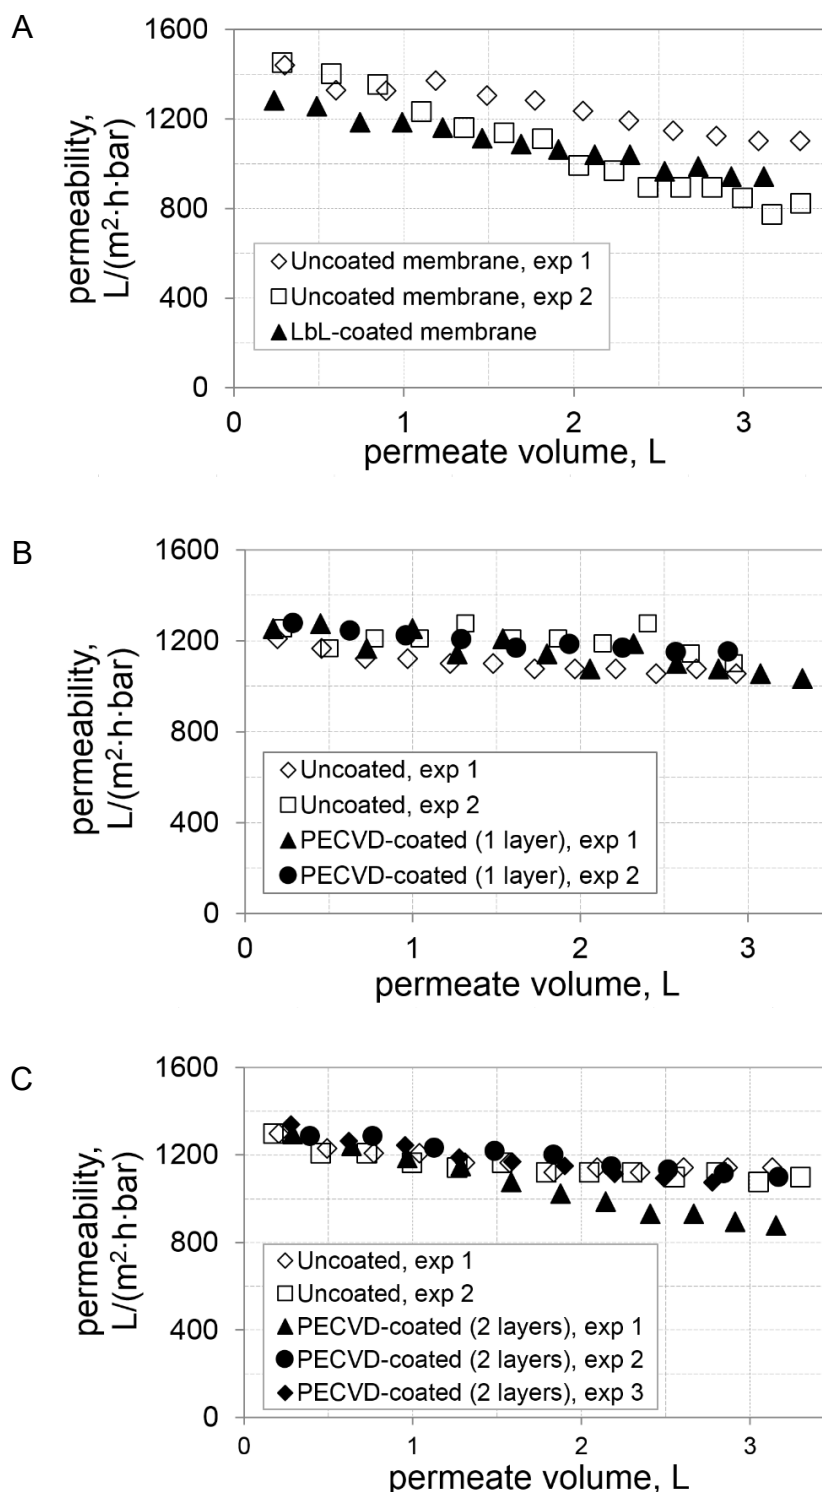 A
1600
1200
800
400
0
permeability,
L/(m²·h·bar)
Uncoated membrane, exp 1
Uncoated membrane, exp 2
LbL-coated membrane
0 1 2 3
permeate volume, L
B
1600
1200
800
400
0
permeability,
L/(m²·h·bar)
Uncoated, exp 1
Uncoated, exp 2
PECVD-coated (1 layer), exp 1
PECVD-coated (1 layer), exp 2
0 1 2 3
permeate volume, L
C
1600
1200
800
400
0
permeability,
L/(m²·h·bar)
Uncoated, exp 1
Uncoated, exp 2
PECVD-coated (2 layers), exp 1
PECVD-coated (2 layers), exp 2
PECVD-coated (2 layers), exp 3
0 1 2 3
permeate volume, L